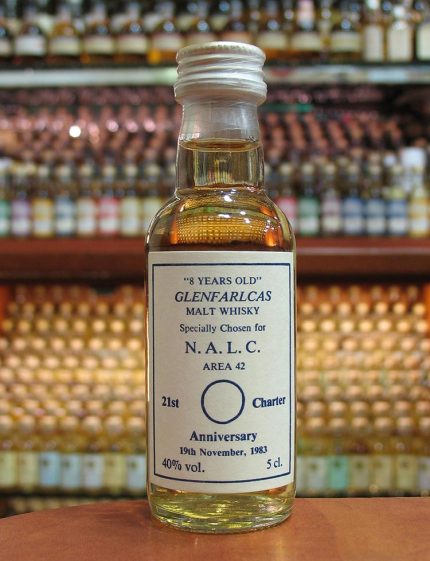 "8 YEARS OLD"
GLENFARLCAS
MALT WHISKY
Specially Chosen for
N. A. L. C.
AREA 42
21st Charter
Anniversary
19th November, 1983
40% vol. 5 cl.